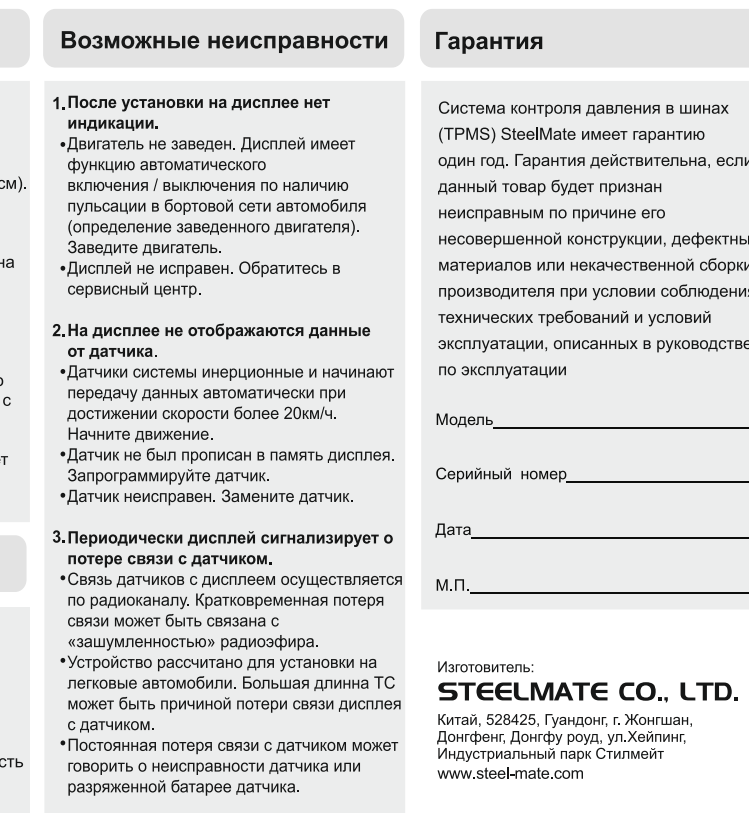 см).
на
о
с
ет
сть
Возможные неисправности
1. После установки на дисплее нет
индикации.
•Двигатель не заведен. Дисплей имеет
функцию автоматического
включения / выключения по наличию
пульсации в бортовой сети автомобиля
(определение заведенного двигателя).
Заведите двигатель.
•Дисплей не исправен. Обратитесь в
сервисный центр.
2. На дисплее не отображаются данные
от датчика.
•Датчики системы инерционные и начинают
передачу данных автоматически при
достижении скорости более 20км/ч.
Начните движение.
•Датчик не был прописан в память дисплея.
Запрограммируйте датчик.
•Датчик неисправен. Замените датчик.
3. Периодически дисплей сигнализирует о
потере связи с датчиком.
•Связь датчиков с дисплеем осуществляется
по радиоканалу. Кратковременная потеря
связи может быть связана с
«зашумленностью» радиоэфира.
•Устройство рассчитано для установки на
легковые автомобили. Большая длинна ТС
может быть причиной потери связи дисплея
с датчиком.
•Постоянная потеря связи с датчиком может
говорить о неисправности датчика или
разряженной батарее датчика.
Гарантия
Система контроля давления в шинах
(TPMS) SteelMate имеет гарантию
один год. Гарантия действительна, если
данный товар будет признан
неисправным по причине его
несовершенной конструкции, дефектны
материалов или некачественной сборки
производителя при условии соблюдения
технических требований и условий
эксплуатации, описанных в руководстве
по эксплуатации
Модель
Серийный номер
Дата
М.П.
Изготовитель:
STEELMATE CO., LTD.
Китай, 528425, Гуандонг, г. Жонгшан,
Донгфенг, Донгфу роуд, ул.Хейпинг,
Индустриальный парк Стилмейт
www.steel-mate.com